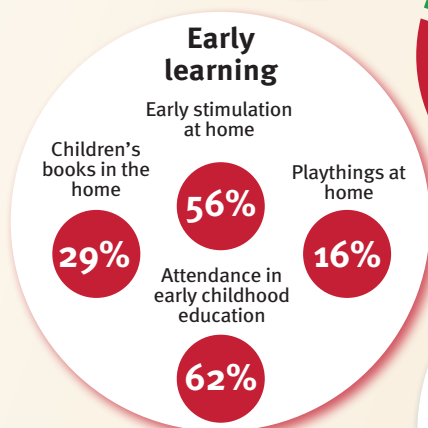 Early
learning
Early stimulation
at home
56%
Children's
books in the
home
29%
Playthings at
home
16%
Attendance in
early childhood
education
62%